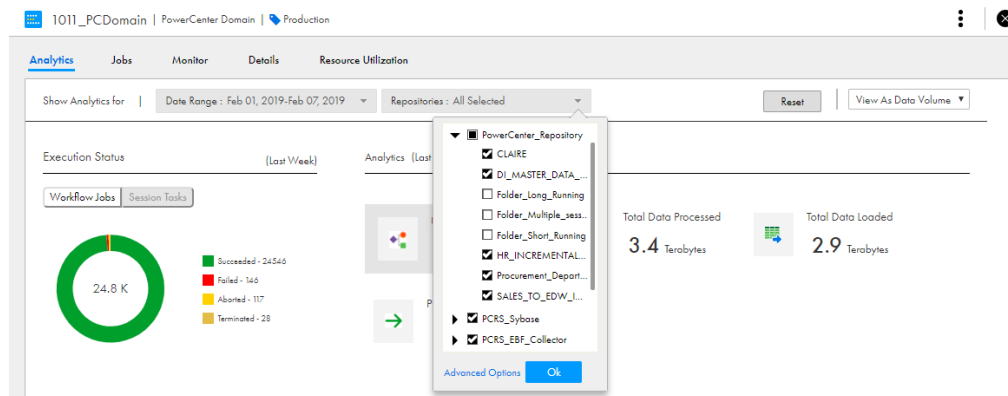 1011_PCDomain | PowerCenter Domain | Production
Analytics Jobs Monitor Details Resource Utilization
Show Analytics for | Date Range : Feb 01, 2019-Feb 07, 2019 Repositories : All Selected Reset View As Data Volume
Execution Status (Last Week)
Workflow Jobs Session Tasks
24.8 K
Succeeded - 24546
Failed - 146
Aborted - 117
Terminated - 28
Analytics (Last
PowerCenter_Repository
CLAIRE
DI_MASTER_DATA_...
Folder_Long_Running
Folder_Multiple_sess..
Folder_Short_Running
HR_INCREMENTAL...
Procurement_Depart...
SALES_TO_EDW_I...
PCRS_Sybase
PCRS_EBF_Collector
Advanced Options Ok
Total Data Processed
3.4 Terabytes
Total Data Loaded
2.9 Terabytes